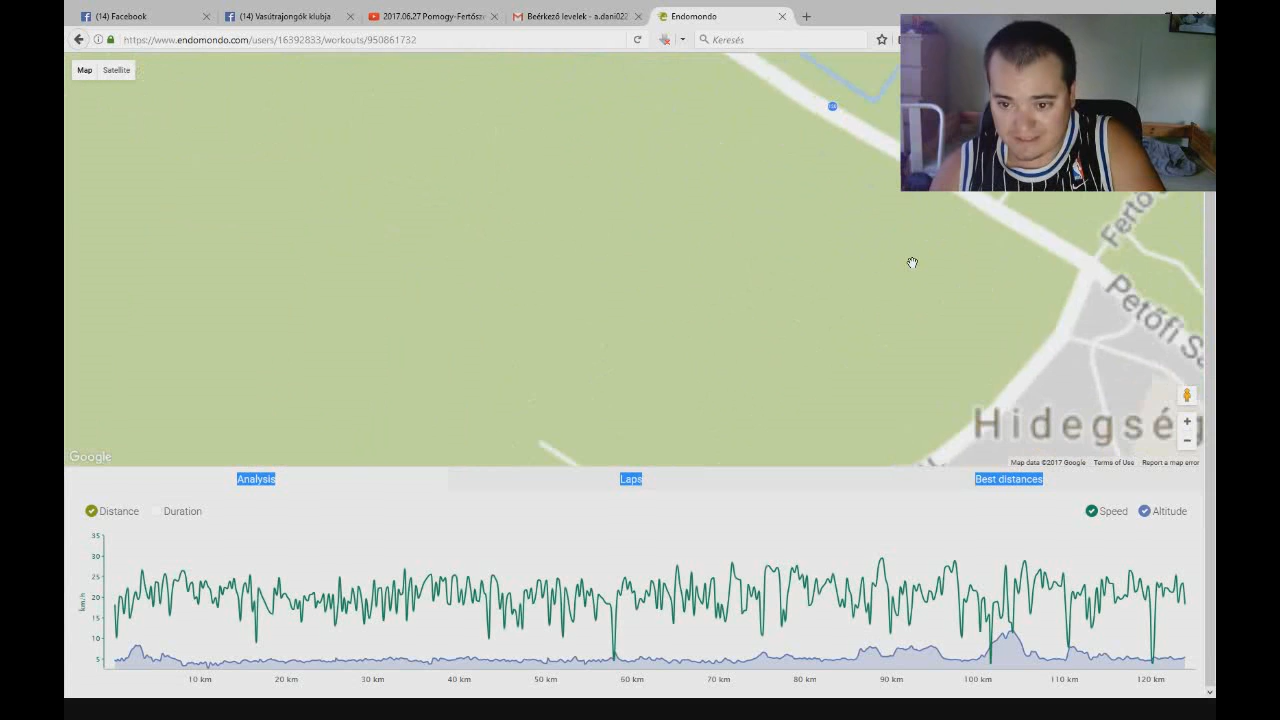 (14) Facebook
(14) Vasútrajongók klubja
2017.06.27 Pomogy-Fertősz
Beérkező levelek - a.dani022
Endomondo
https://www.endomondo.com/users/16392833/workouts/950861732
Keresés
Map
Satellite
Fertő
Petőfi Sá
Hidegség
Google
Map data ©2017 Google
Terms of Use
Report a map error
Analysis
Laps
Best distances
Distance
Duration
Speed
Altitude
35
30
25
20
15
10
5
km/h
10 km
20 km
30 km
40 km
50 km
60 km
70 km
80 km
90 km
100 km
110 km
120 km